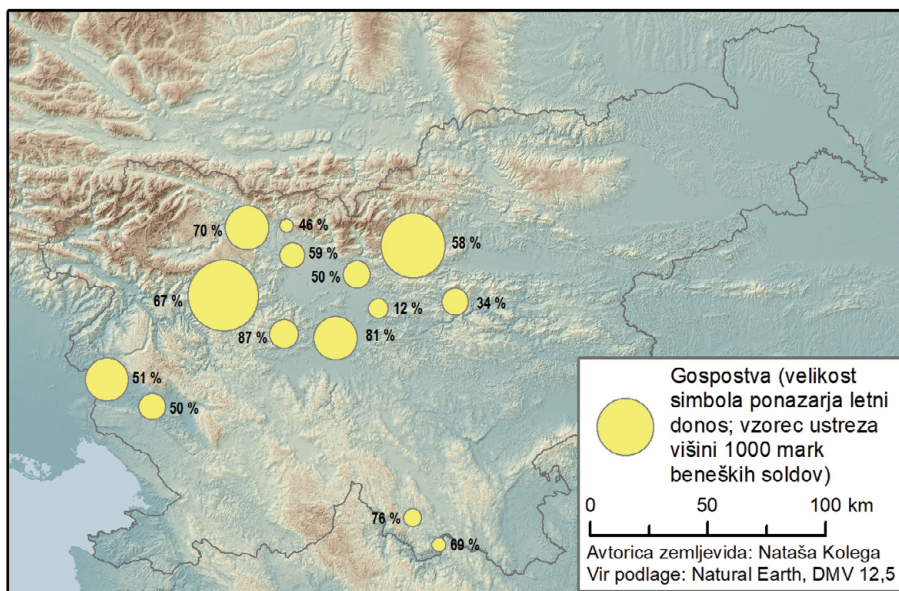 46 %
70 %
58 %
59 %
50 %
67 %
12 %
34 %
87 %
81 %
51 %
50 %
76 %
69 %
Gospostva (velikost
simbola ponazarja letni
donos; vzorec ustreza
višini 1000 mark
beneških soldov)
0 50 100 km
Avtorica zemljevida: Nataša Kolega
Vir podlage: Natural Earth, DMV 12,5